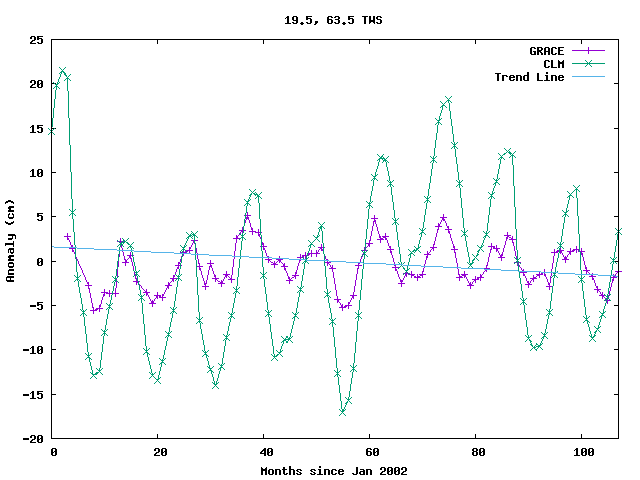 19.5, 63.5 TWS
GRACE
CLM
Trend Line
Anomaly (cm)
25
20
15
10
5
0
-5
-10
-15
-20
0 20 40 60 80 100
Months since Jan 2002